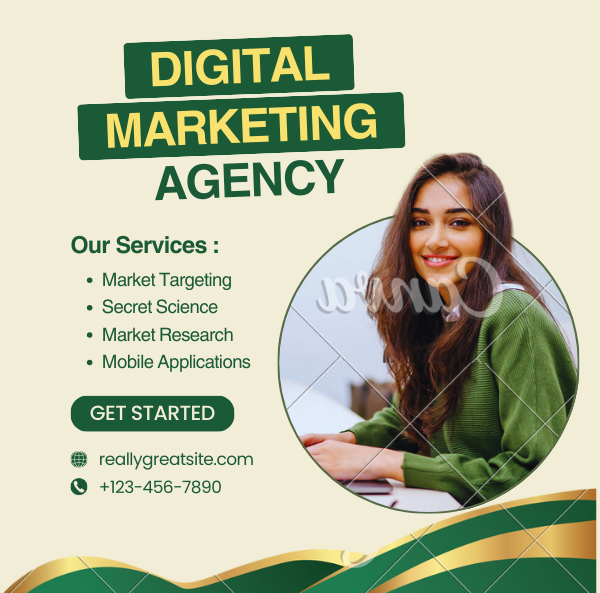 DIGITAL
MARKETING
AGENCY
Our Services :
• Market Targeting
• Secret Science
• Market Research
• Mobile Applications
GET STARTED
reallygreatsite.com
+123-456-7890
Canva